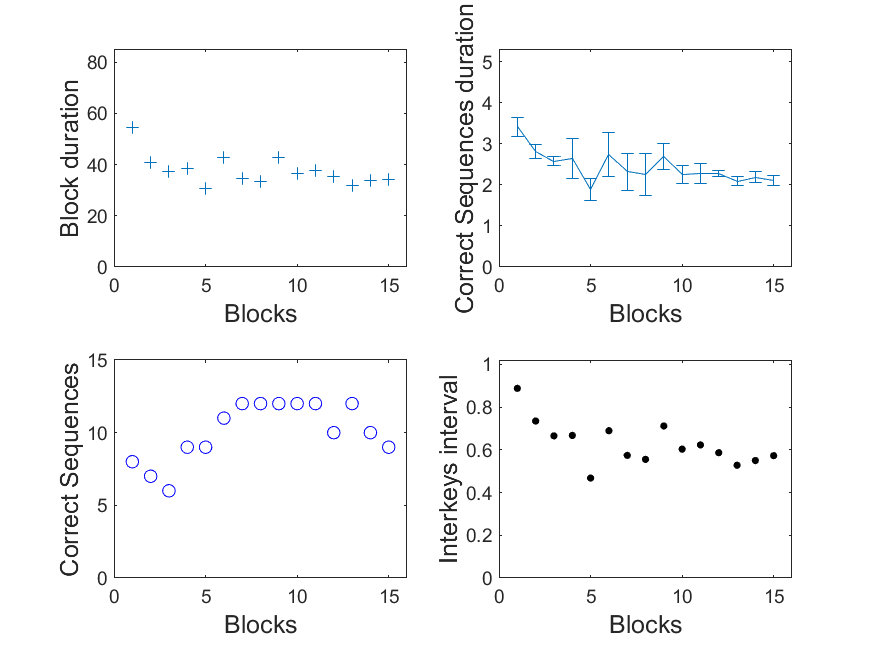 80
60
40
20
0
Block duration
0 5 10 15
Blocks
5
4
3
2
1
0
Correct Sequences duration
0 5 10 15
Blocks
15
10
5
0
Correct Sequences
0 5 10 15
Blocks
1
0.8
0.6
0.4
0.2
0
Interkeys interval
0 5 10 15
Blocks